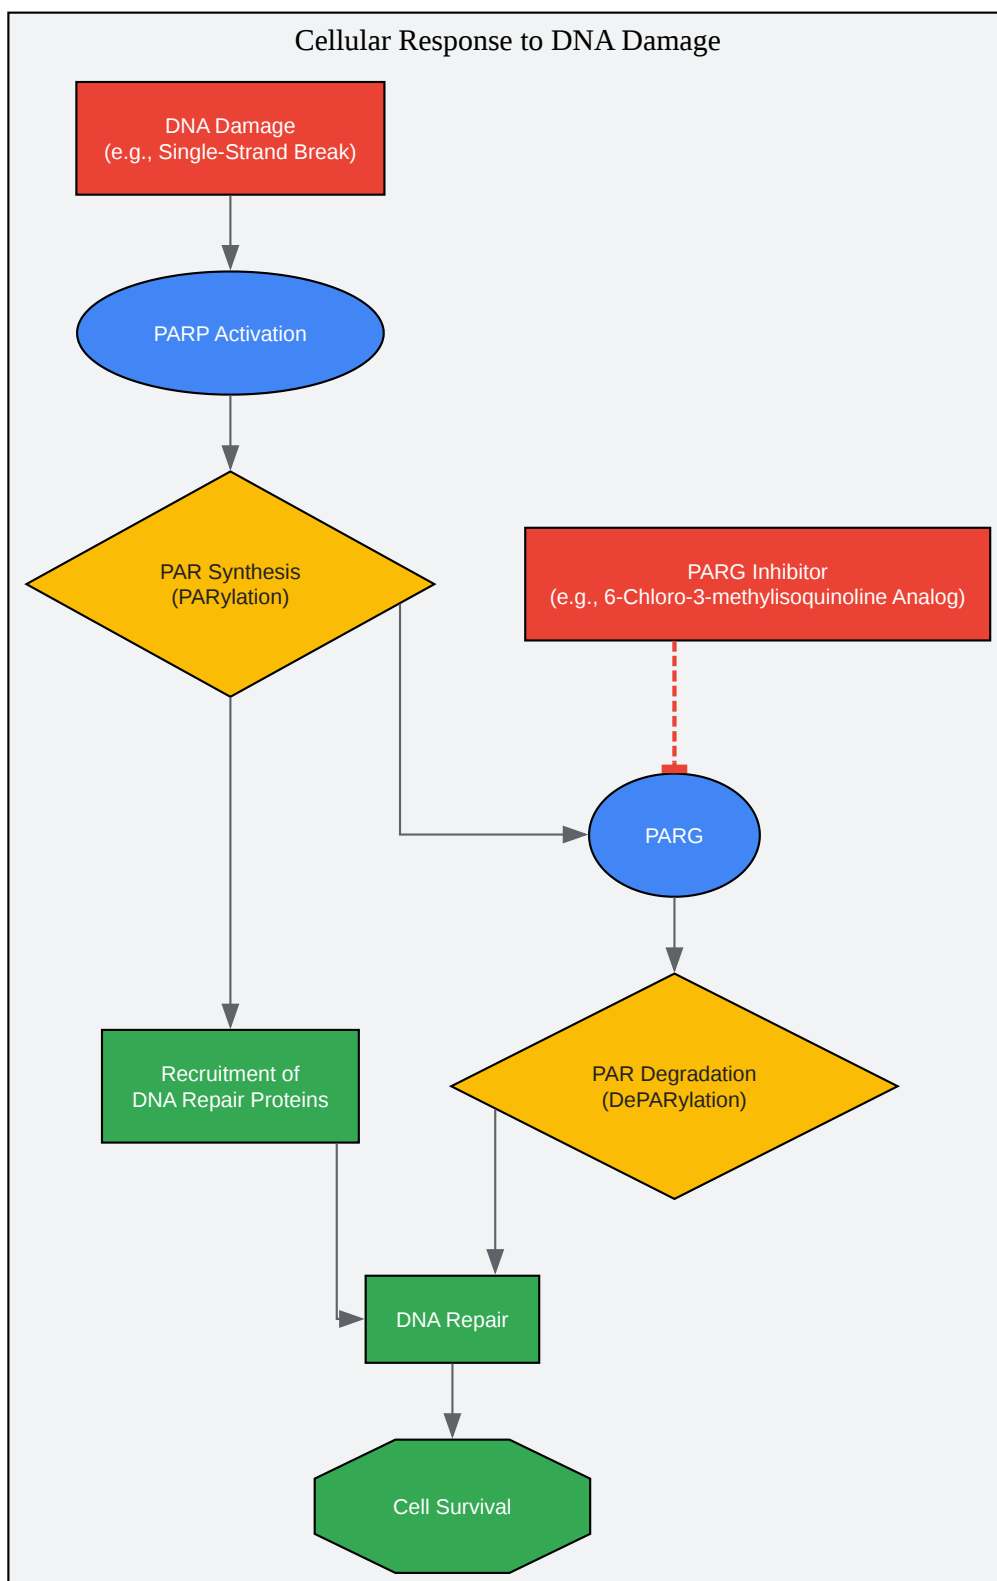 Cellular Response to DNA Damage
DNA Damage
(e.g., Single-Strand Break)
PARP Activation
PAR Synthesis
(PARylation)
PARG Inhibitor
(e.g., 6-Chloro-3-methylisoquinoline Analog)
PARG
Recruitment of
DNA Repair Proteins
PAR Degradation
(DePARylation)
DNA Repair
Cell Survival